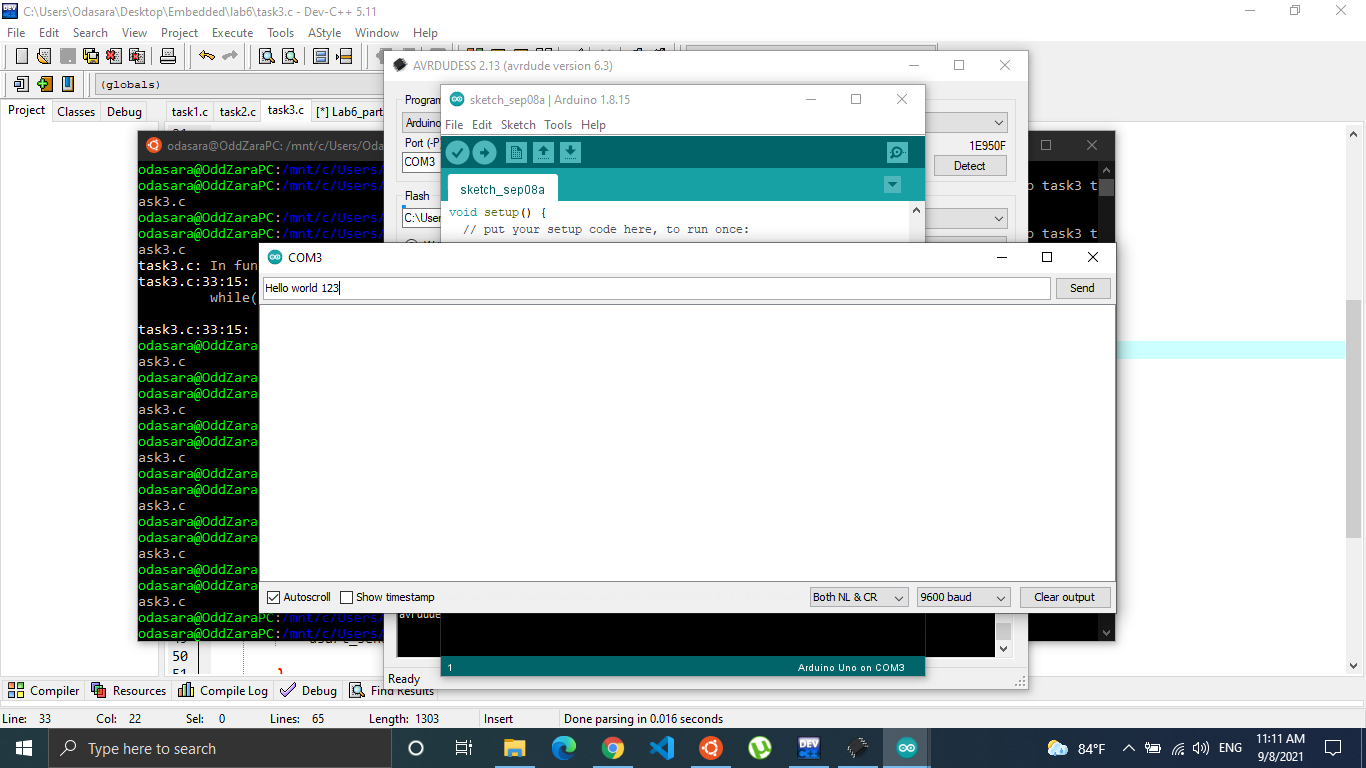 C:\Users\Odasara\Desktop\Embedded\lab6\task3.c - Dev-C++ 5.11
File Edit Search View Project Execute Tools AStyle Window Help
(globals)
Project Classes Debug
task1.c task2.c task3.c [*] Lab6_part
AVRDUDESS 2.13 (avrdude version 6.3)
Arduino
Port (-P
COM3
1E950F
Detect
Flash
C:\User
sketch_sep08a | Arduino 1.8.15
File Edit Sketch Tools Help
sketch_sep08a
void setup() {
// put your setup code here, to run once:
odasara@OddZaraPC: /mnt/c/Users/Oda
odasara@OddZaraPC:/mnt/c/Users/
odasara@OddZaraPC:/mnt/c/Users/ task3 t
ask3.c
odasara@OddZaraPC:/mnt/c/Users/
odasara@OddZaraPC:/mnt/c/Users/ task3 t
ask3.c
task3.c: In fun
task3.c:33:15:
while(
task3.c:33:15:
odasara@OddZara
ask3.c
odasara@OddZara
odasara@OddZara
ask3.c
odasara@OddZara
odasara@OddZara
ask3.c
odasara@OddZara
odasara@OddZara
ask3.c
odasara@OddZara
odasara@OddZara
ask3.c
odasara@OddZara
odasara@OddZara
ask3.c
odasara@OddZaraPC:/mnt/c/Users/
odasara@OddZaraPC:/mnt/c/Users/
COM3
Hello world 123
Send
Autoscroll Show timestamp Both NL & CR 9600 baud Clear output
avrdude
50
1 Arduino Uno on COM3
Ready
Compiler Resources Compile Log Debug Find Results
Line: 33 Col: 22 Sel: 0 Lines: 65 Length: 1303 Insert Done parsing in 0.016 seconds
Type here to search
84°F ENG
11:11 AM
9/8/2021